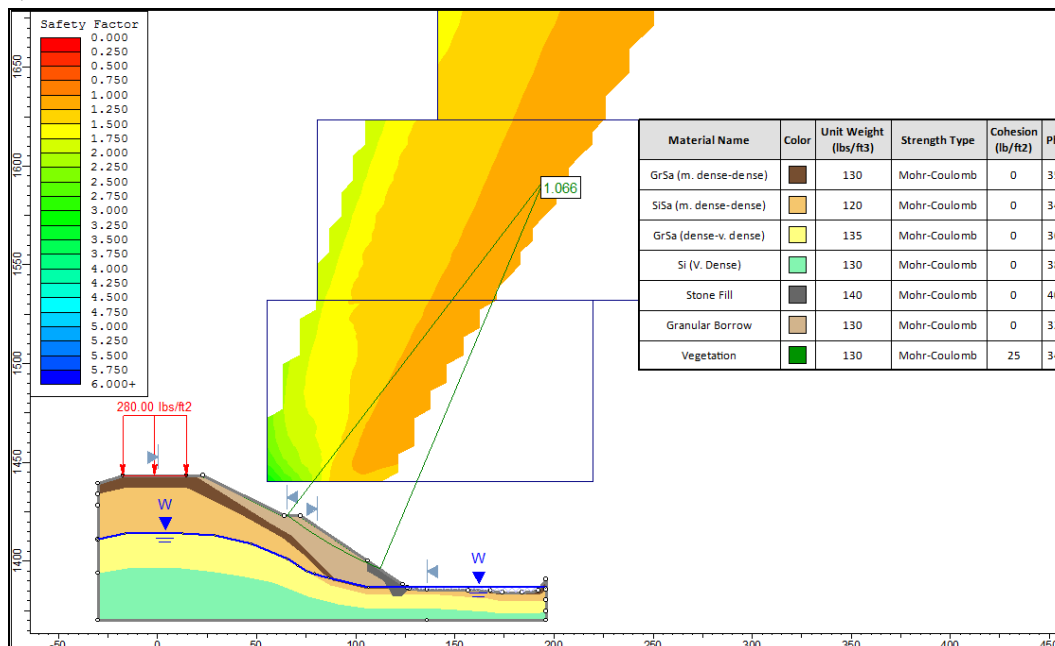 Safety Factor
0.000
0.250
0.500
0.750
1.000
1.250
1.500
1.750
2.000
2.250
2.500
2.750
3.000
3.250
3.500
3.750
4.000
4.250
4.500
4.750
5.000
5.250
5.500
5.750
6.000+
1650
1600
1550
1500
1450
1400
1.066
280.00 lbs/ft2
W
W
Material Name Color Unit Weight (lbs/ft3) Strength Type Cohesion (lb/ft2)
GrSa (m. dense-dense) 130 Mohr-Coulomb 0
SiSa (m. dense-dense) 120 Mohr-Coulomb 0
GrSa (dense-v. dense) 135 Mohr-Coulomb 0
Si (V. Dense) 130 Mohr-Coulomb 0
Stone Fill 140 Mohr-Coulomb 0
Granular Borrow 130 Mohr-Coulomb 0
Vegetation 130 Mohr-Coulomb 25
-50 0 50 100 150 200 250 300 350 400